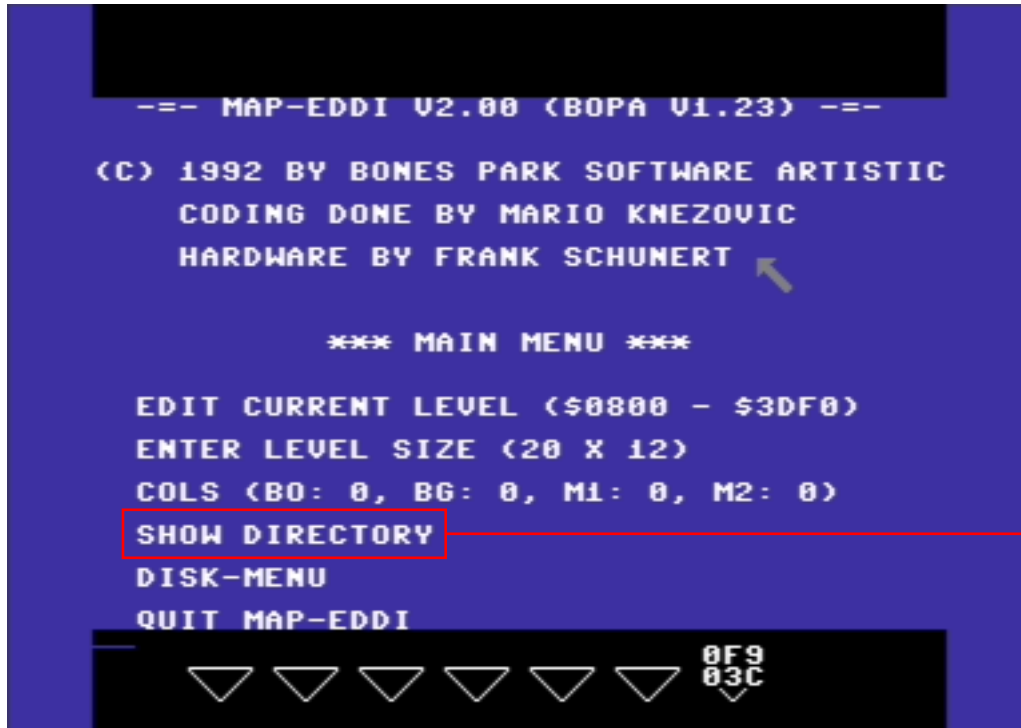 -=- MAP-EDDI V2.00 (BOPA V1.23) -=-
(C) 1992 BY BONES PARK SOFTWARE ARTISTIC
CODING DONE BY MARIO KNEZOVIC
HARDWARE BY FRANK SCHUNERT
*** MAIN MENU ***
EDIT CURRENT LEVEL ($0800 - $3DF0)
ENTER LEVEL SIZE (20 X 12)
COLS (BO: 0, BG: 0, M1: 0, M2: 0)
SHOW DIRECTORY
DISK-MENU
QUIT MAP-EDDI
0F9
03C